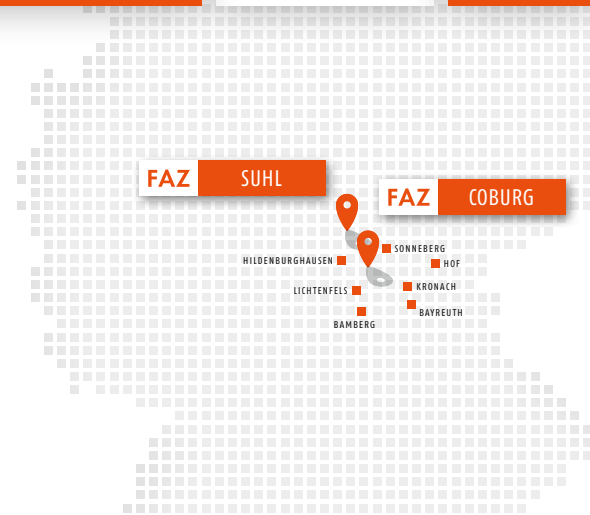 FAZ SUHL
FAZ COBURG
SONNEBERG
HILDENBURGHAUSEN
HOF
LICHTENFELS
KRONACH
BAYREUTH
BAMBERG